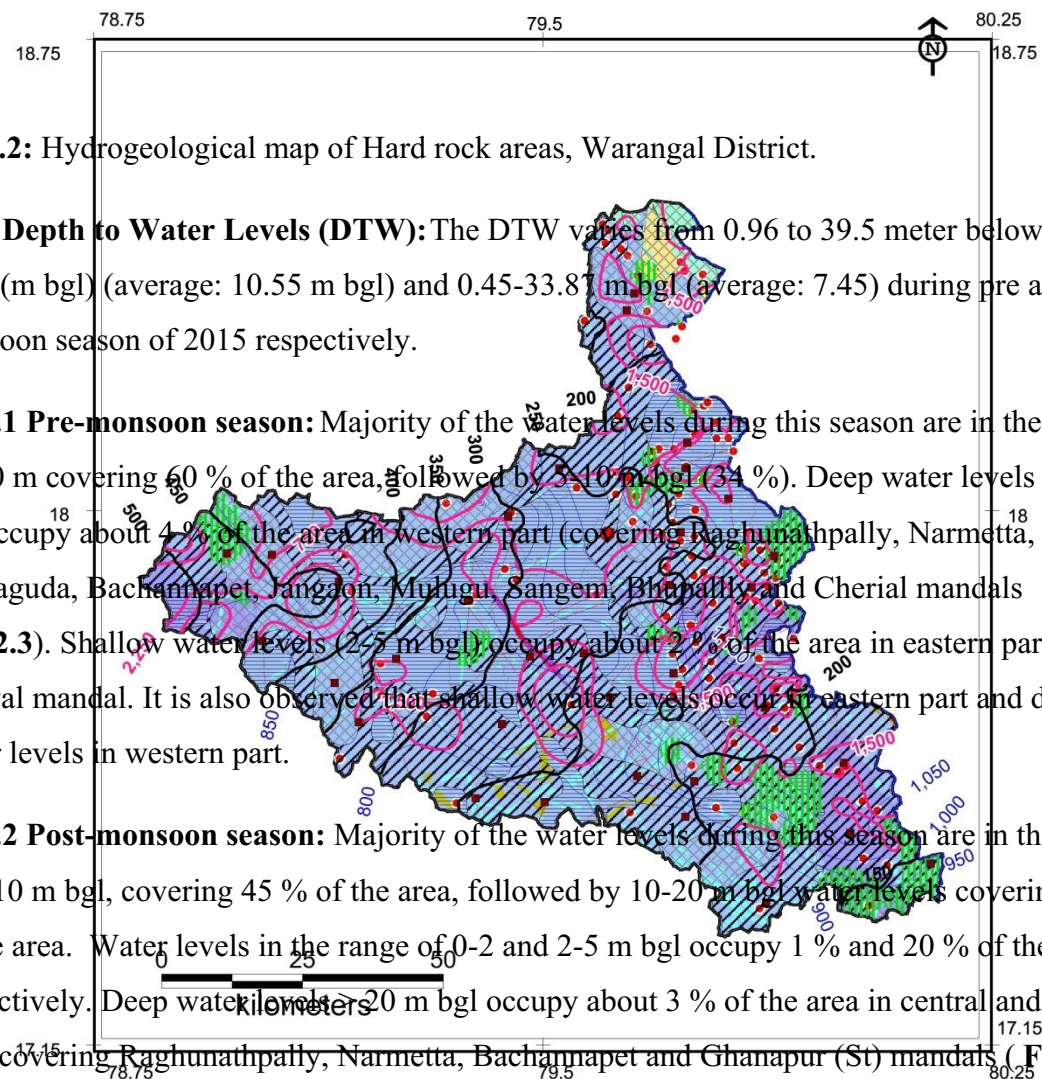 78.75 79.5 80.25
18.75 18.75
N
.2: Hydrogeological map of Hard rock areas, Warangal District.
Depth to Water Levels (DTW): The DTW varies from 0.96 to 39.5 meter below
(m bgl) (average: 10.55 m bgl) and 0.45-33.87 m bgl (average: 7.45) during pre a
1,500
oon season of 2015 respectively.
1,500
200
250
.1 Pre-monsoon season: Majority of the water levels during this season are in the
300
350
400
0 m covering 60 % of the area, followed by 5-10 m bgl (34 %). Deep water levels
450
500
18 18
ccupy about 4 % of the area in western part (covering Raghunathpally, Narmetta,
aguda, Bachannapet, Jangaon, Mulugu, Sangem, Bhupallly and Cherial mandals
2.3). Shallow water levels (2-5 m bgl) occupy about 2 % of the area in eastern par
2,250
200
val mandal. It is also observed that shallow water levels occur in eastern part and d
1,500
850
r levels in western part.
1,500
1,050
800
1,000
.2 Post-monsoon season: Majority of the water levels during this season are in th
950
150
10 m bgl, covering 45 % of the area, followed by 10-20 m bgl water levels coverin
900
e area. Water levels in the range of 0-2 and 2-5 m bgl occupy 1 % and 20 % of the
0 25 50
ctively. Deep water levels > 20 m bgl occupy about 3 % of the area in central and
kilometers
17.15 17.15
covering Raghunathpally, Narmetta, Bachannapet and Ghanapur (St) mandals ( F
78.75 79.5 80.25